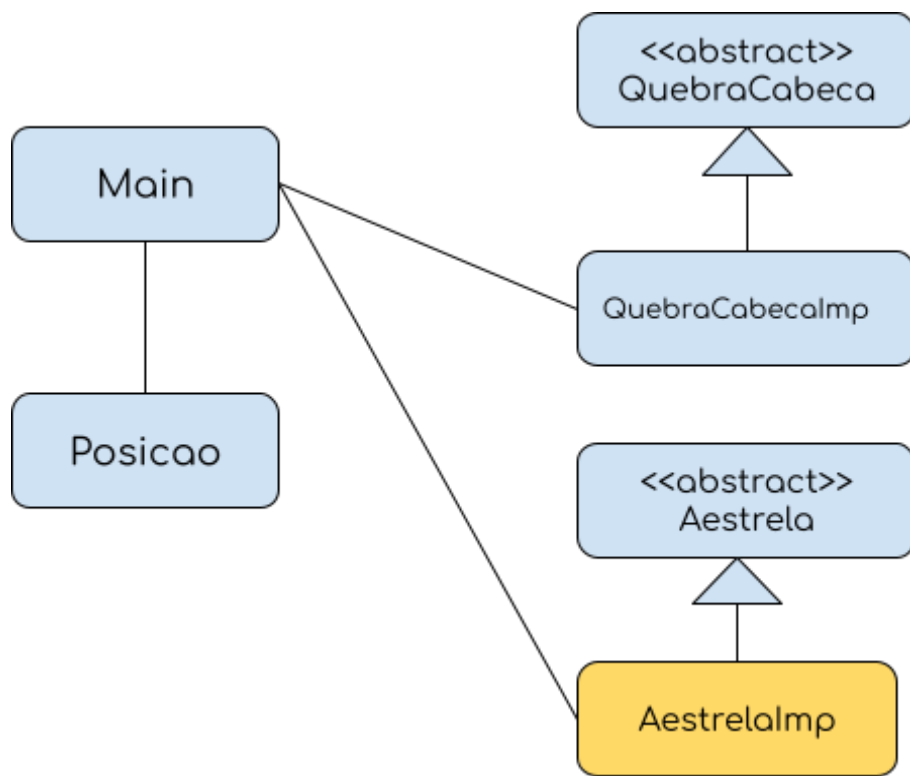 <<abstract>>
QuebraCabeca
Main
QuebraCabecaImp
Posicao
<<abstract>>
Aestrela
AestrelaImp